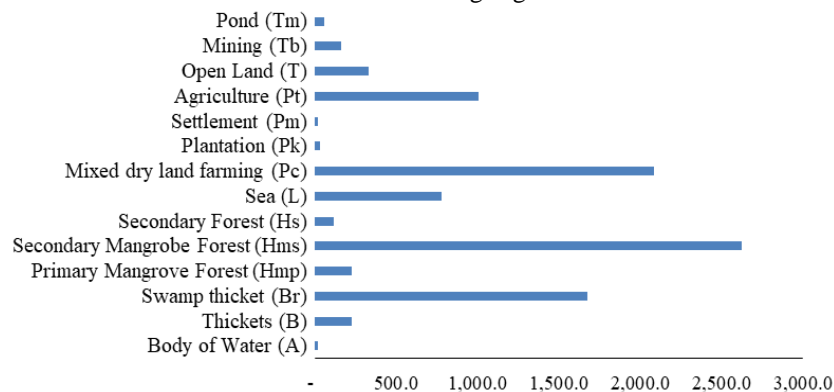 Pond (Tm)
Mining (Tb)
Open Land (T)
Agriculture (Pt)
Settlement (Pm)
Plantation (Pk)
Mixed dry land farming (Pc)
Sea (L)
Secondary Forest (Hs)
Secondary Mangrobe Forest (Hms)
Primary Mangrove Forest (Hmp)
Swamp thicket (Br)
Thickets (B)
Body of Water (A)
- 500.0 1,000.0 1,500.0 2,000.0 2,500.0 3,000.0